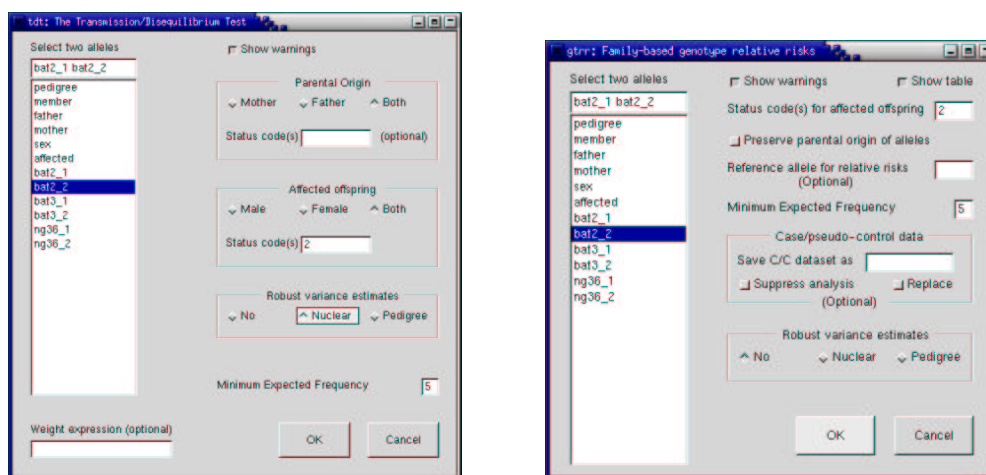 tdt: The Transmission/Disequilibrium Test
Select two alleles
Show warnings
bat2_1 bat2_2
pedigree
member
father
mother
sex
affected
bat2_1
bat2_2
bat3_1
bat3_2
ng36_1
ng36_2
Parental Origin
Mother Father Both
Status code(s) (optional)
Affected offspring
Male Female Both
Status code(s) 2
Robust variance estimates
No Nuclear Pedigree
Minimum Expected Frequency 5
Weight expression (optional)
OK Cancel
gtrr: Family-based genotype relative risks
Select two alleles
Show warnings Show table
bat2_1 bat2_2
Status code(s) for affected offspring 2
pedigree
member
father
mother
sex
affected
bat2_1
bat2_2
bat3_1
bat3_2
ng36_1
ng36_2
Preserve parental origin of alleles
Reference allele for relative risks
(Optional)
Minimum Expected Frequency 5
Case/pseudo-control data
Save C/C dataset as
Suppress analysis Replace
(Optional)
Robust variance estimates
No Nuclear Pedigree
OK Cancel